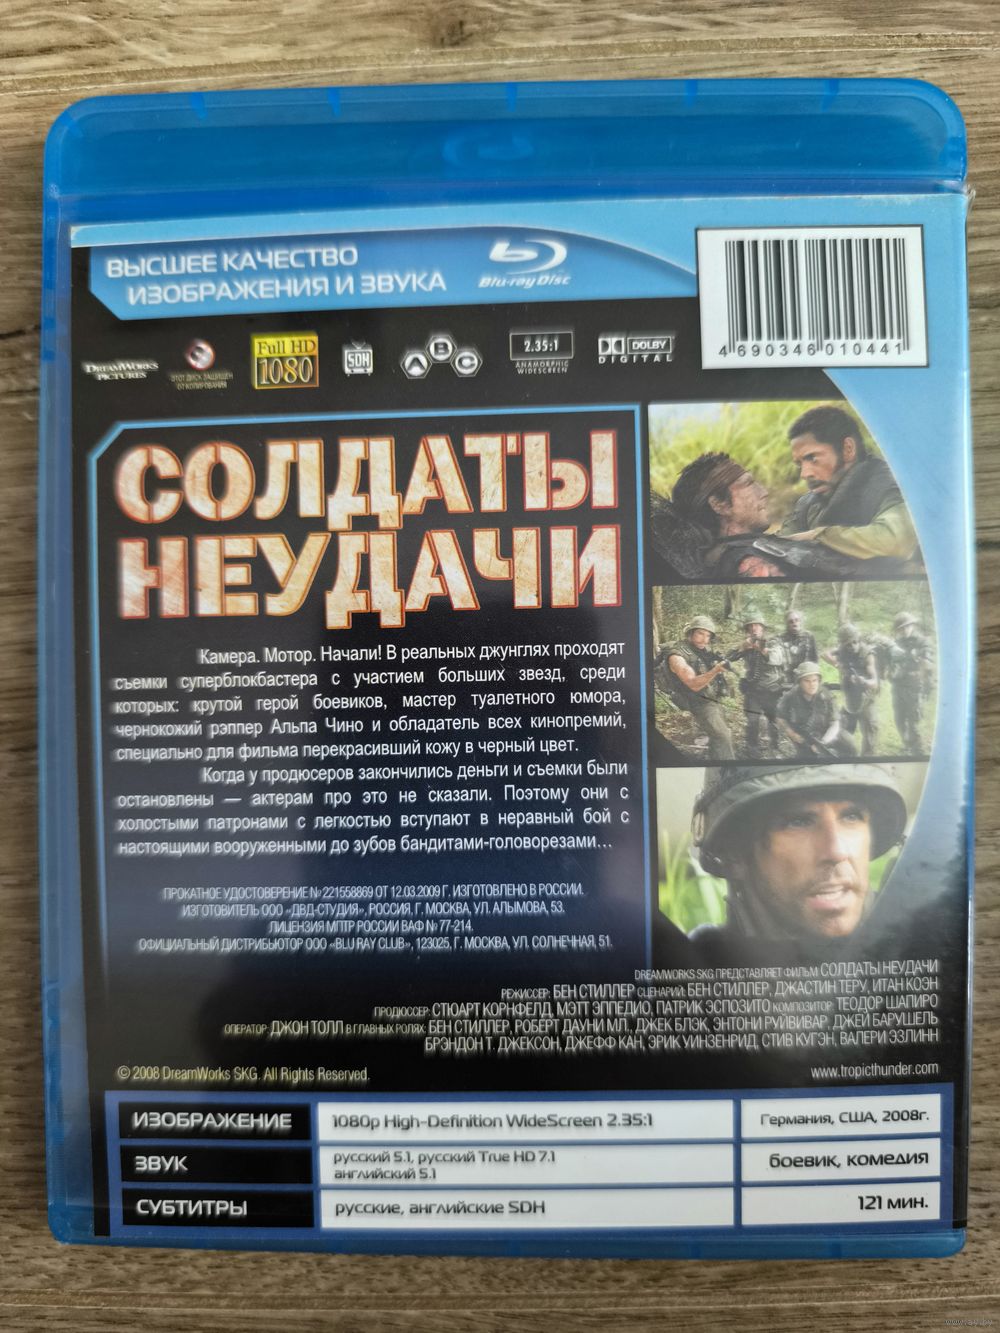 ВЫСШЕЕ КАЧЕСТВО
ИЗОБРАЖЕНИЯ И ЗВУКА
Blu-ray Disc
4 690346 010441
DREAMWORKS
PICTURES
ЭТОТ ДИСК ЗАЩИЩЕН
ОТ КОПИРОВАНИЯ
Full HD
1080
SDH
A B C
2.35:1
ANAMORPHIC
WIDESCREEN
DOLBY
DIGITAL
СОЛДАТЫ
НЕУДАЧИ
Камера. Мотор. Начали! В реальных джунглях проходят
съемки суперблокбастера с участием больших звезд, среди
которых: крутой герой боевиков, мастер туалетного юмора,
чернокожий рэппер Альпа Чино и обладатель всех кинопремий,
специально для фильма перекрасивший кожу в черный цвет.
Когда у продюсеров закончились деньги и съемки были
остановлены — актерам про это не сказали. Поэтому они с
холостыми патронами с легкостью вступают в неравный бой с
настоящими вооруженными до зубов бандитами-головорезами...
ПРОКАТНОЕ УДОСТОВЕРЕНИЕ № 221558869 ОТ 12.03.2009 Г. ИЗГОТОВЛЕНО В РОССИИ.
ИЗГОТОВИТЕЛЬ ООО «ДВД-СТУДИЯ», РОССИЯ, Г. МОСКВА, УЛ. АЛЫМОВА, 53.
ЛИЦЕНЗИЯ МПТР РОССИИ ВАФ № 77-214.
ОФИЦИАЛЬНЫЙ ДИСТРИБЬЮТОР ООО «BLU RAY CLUB», 123025, Г. МОСКВА, УЛ. СОЛНЕЧНАЯ, 51.
DREAMWORKS SKG ПРЕДСТАВЛЯЕТ ФИЛЬМ СОЛДАТЫ НЕУДАЧИ
РЕЖИССЕР: БЕН СТИЛЛЕР СЦЕНАРИЙ: БЕН СТИЛЛЕР, ДЖАСТИН ТЕРУ, ИТАН КОЭН
ПРОДЮССЕР: СТЮАРТ КОРНФЕЛД, МЭТТ ЭППЕДИО, ПАТРИК ЭСПОЗИТО КОМПОЗИТОР: ТЕОДОР ШАПИРО
ОПЕРАТОР: ДЖОН ТОЛЛ В ГЛАВНЫХ РОЛЯХ: БЕН СТИЛЛЕР, РОБЕРТ ДАУНИ МЛ., ДЖЕК БЛЭК, ЭНТОНИ РУЙВИВАР, ДЖЕЙ БАРУШЕЛЬ
БРЭНДОН Т. ДЖЕКСОН, ДЖЕФФ КАН, ЭРИК УИНЗЕНРИД, СТИВ КУГЭН, ВАЛЕРИ ЭЗЛИНН
© 2008 DreamWorks SKG. All Rights Reserved.
www.tropicthunder.com
ИЗОБРАЖЕНИЕ
1080p High-Definition WideScreen 2.35:1
Германия, США, 2008г.
ЗВУК
русский 5.1, русский True HD 7.1
английский 5.1
боевик, комедия
СУБТИТРЫ
русские, английские SDH
121 мин.
www.ay.by